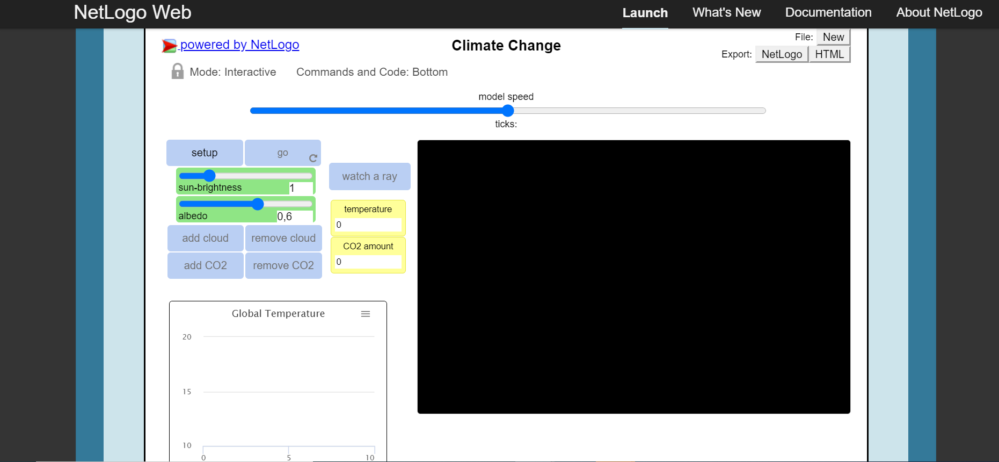 NetLogo Web
Launch
What's New
Documentation
About NetLogo
powered by NetLogo
Climate Change
File: New
Export: NetLogo HTML
Mode: Interactive
Commands and Code: Bottom
model speed
ticks:
setup
go
watch a ray
sun-brightness 1
albedo 0,6
temperature
0
add cloud
remove cloud
CO2 amount
0
add CO2
remove CO2
Global Temperature
20
15
10
0 5 10